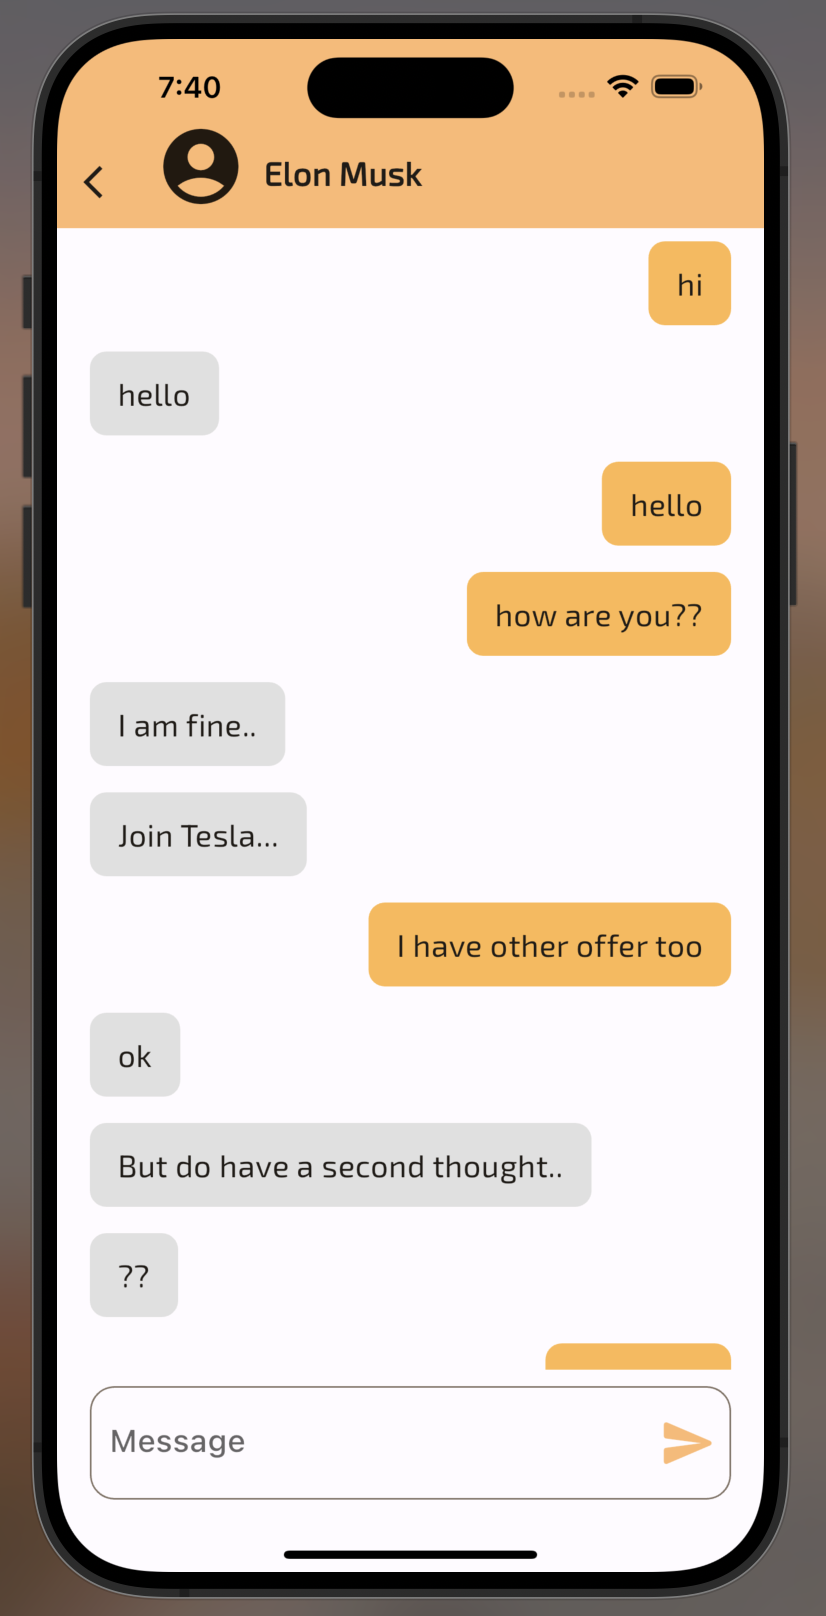 7:40
Elon Musk
hi
hello
hello
how are you??
I am fine..
Join Tesla...
I have other offer too
ok
But do have a second thought..
??
Message